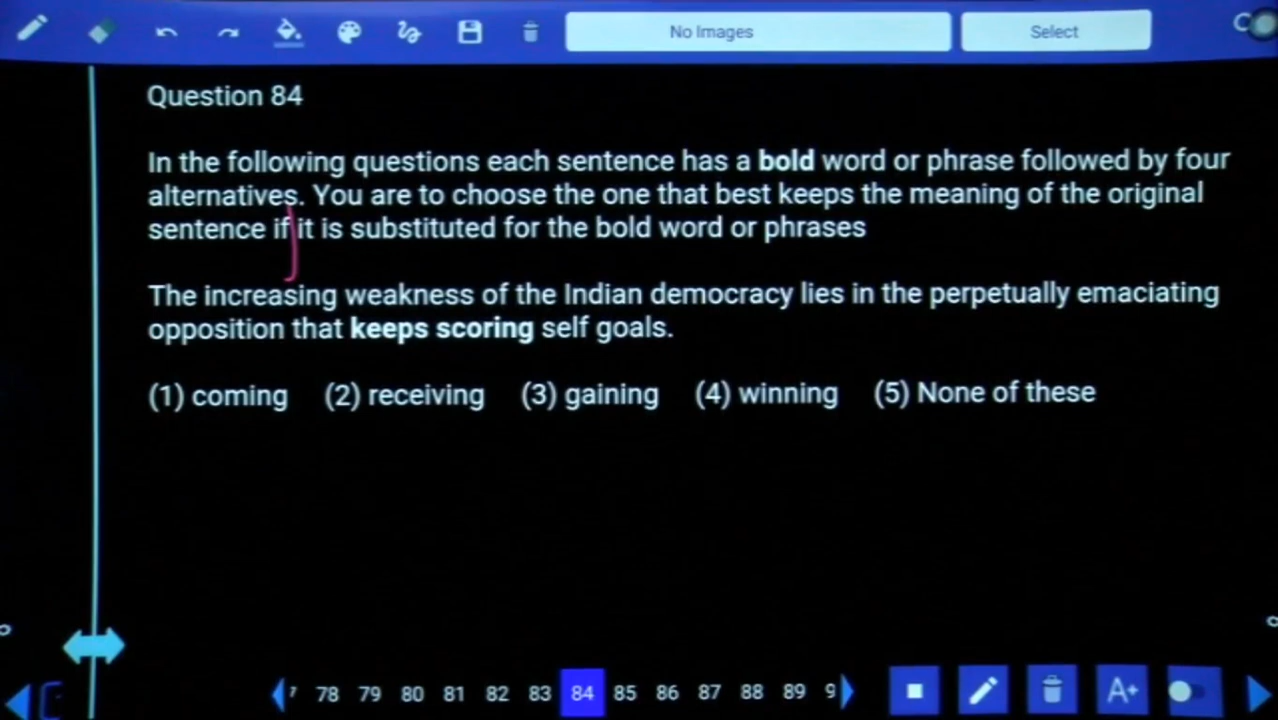 No Images
Select
Question 84
In the following questions each sentence has a bold word or phrase followed by four
alternatives. You are to choose the one that best keeps the meaning of the original
sentence if it is substituted for the bold word or phrases
The increasing weakness of the Indian democracy lies in the perpetually emaciating
opposition that keeps scoring self goals.
(1) coming (2) receiving (3) gaining (4) winning (5) None of these
7 78 79 80 81 82 83 84 85 86 87 88 89 9
A+